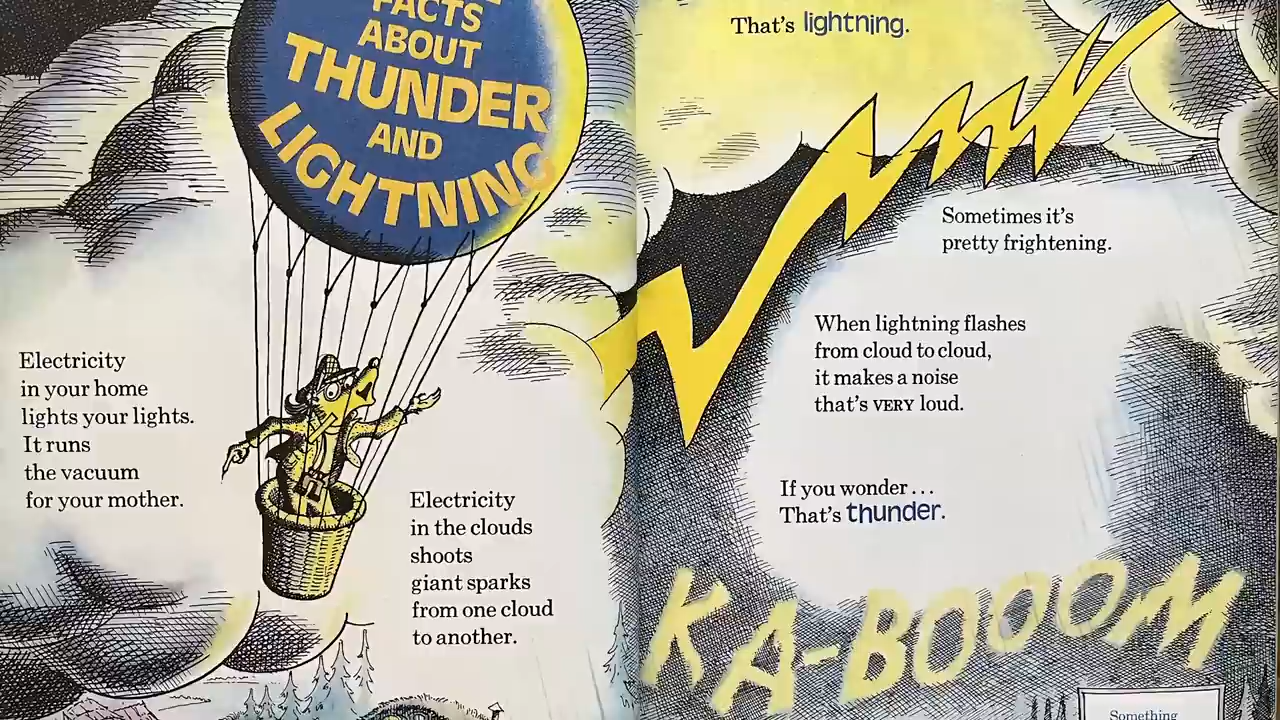 FACTS
ABOUT
THUNDER
AND
LIGHTNING
Electricity
in your home
lights your lights.
It runs
the vacuum
for your mother.
Electricity
in the clouds
shoots
giant sparks
from one cloud
to another.
That's lightning.
Sometimes it's
pretty frightening.
When lightning flashes
from cloud to cloud,
it makes a noise
that's VERY loud.
If you wonder...
That's thunder.
KA-BOOOM
Something